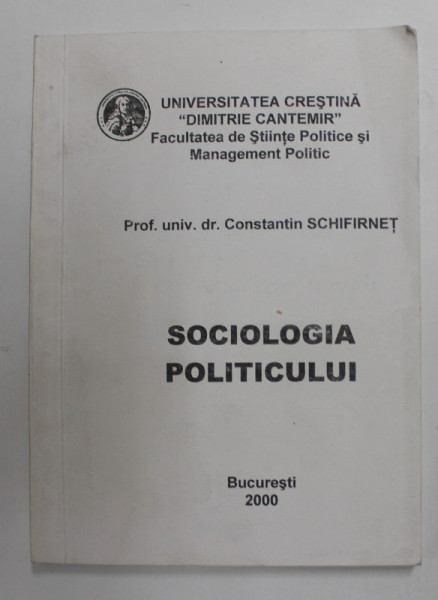 UNIVERSITATEA CREŞTINĂ
“DIMITRIE CANTEMIR”
Facultatea de Ştiinţe Politice şi
Management Politic
Prof. univ. dr. Constantin SCHIFIRNEŢ
SOCIOLOGIA
POLITICULUI
Bucureşti
2000